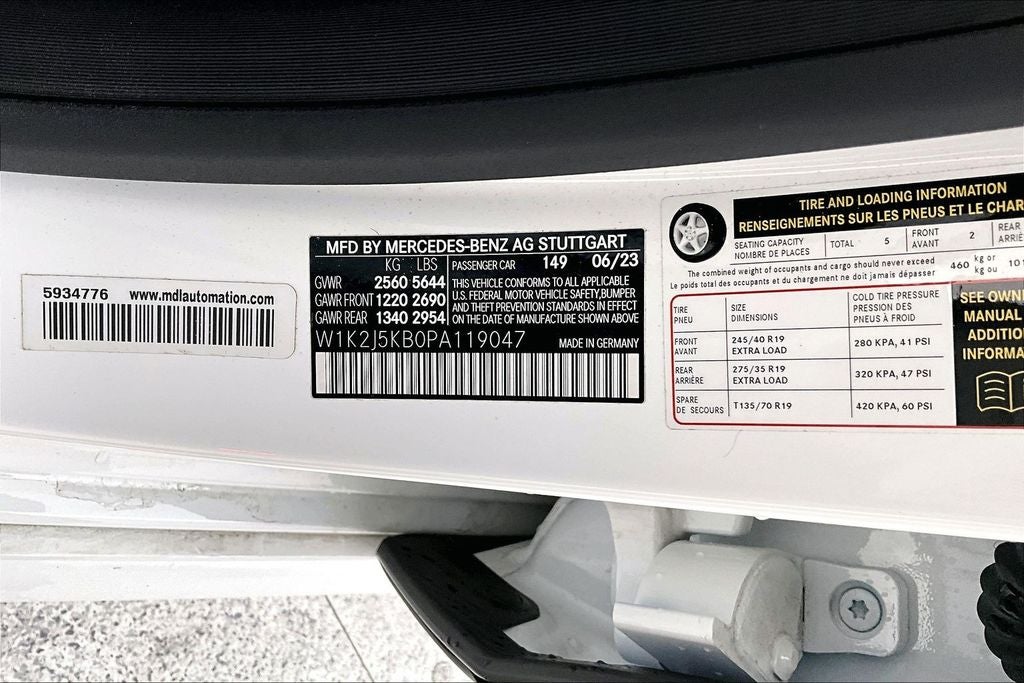 5934776 www.mdlautomation.com
MFD BY MERCEDES-BENZ AG STUTTGART
KG LBS
GVWR 2560 5644
GAWR FRONT 1220 2690
GAWR REAR 1340 2954
PASSENGER CAR 149 06/23
THIS VEHICLE CONFORMS TO ALL APPLICABLE
U.S. FEDERAL MOTOR VEHICLE SAFETY,BUMPER
AND THEFT PREVENTION STANDARDS IN EFFECT
ON THE DATE OF MANUFACTURE SHOWN ABOVE
W1K2J5KB0PA119047 MADE IN GERMANY
TIRE AND LOADING INFORMATION
RENSEIGNEMENTS SUR LES PNEUS ET LE CHAR
SEATING CAPACITY
NOMBRE DE PLACES
TOTAL 5
FRONT
AVANT
2
REAR
ARRIÈ
The combined weight of occupants and cargo should never exceed
Le poids total des occupants et du chargement ne doit jamais dépasser
460 kg or
kg ou
101
TIRE
PNEU
SIZE
DIMENSIONS
COLD TIRE PRESSURE
PRESSION DES
PNEUS À FROID
FRONT
AVANT
245/40 R19
EXTRA LOAD
280 KPA, 41 PSI
REAR
ARRIÈRE
275/35 R19
EXTRA LOAD
320 KPA, 47 PSI
SPARE
DE SECOURS
T135/70 R19
420 KPA, 60 PSI
SEE OWN
MANUAL
ADDITIO
INFORMA